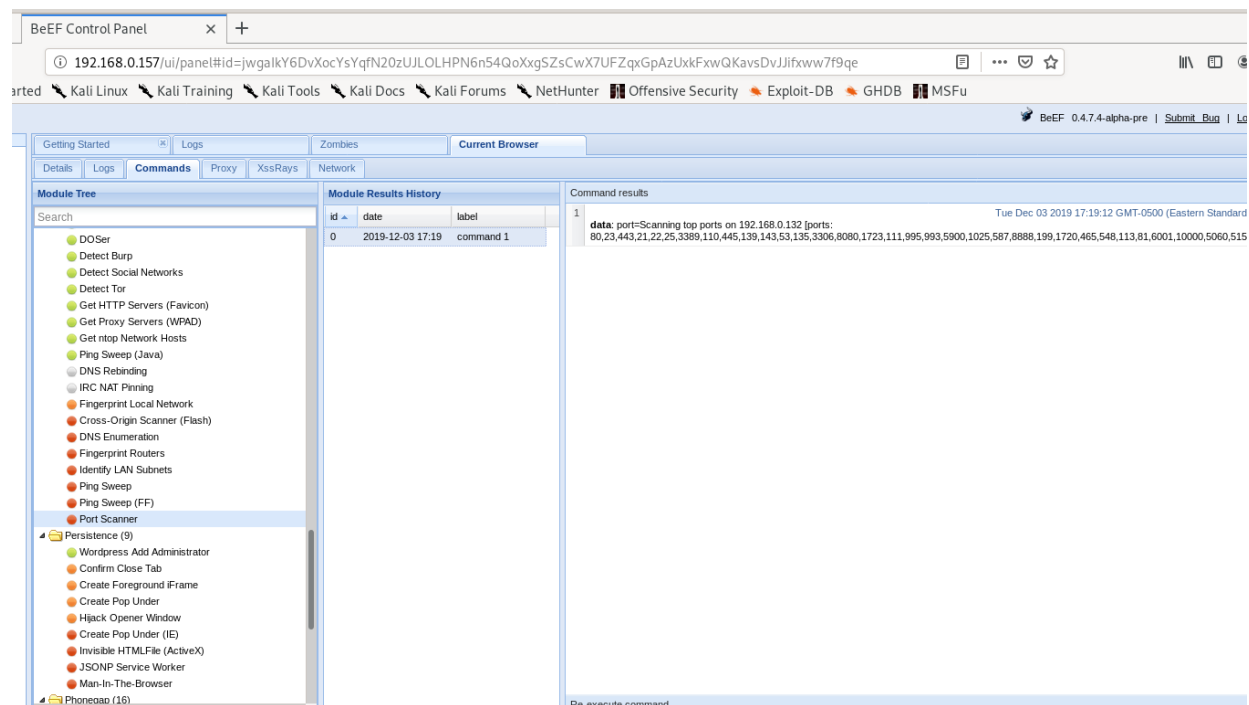 BeEF Control Panel × +
192.168.0.157/ui/panel#id=jwgaIkY6DvXocYsYqfN20zUJLOLHPN6n54QoXxgSZsCwX7UFZqxGpAzUxkFxwQKavsDvJJifxww7f9qe
arted Kali Linux Kali Training Kali Tools Kali Docs Kali Forums NetHunter Offensive Security Exploit-DB GHDB MSFu
BeEF 0.4.7.4-alpha-pre | Submit Bug | Lo
Getting Started Logs Zombies Current Browser
Details Logs Commands Proxy XssRays Network
Module Tree
Search
DOSer
Detect Burp
Detect Social Networks
Detect Tor
Get HTTP Servers (Favicon)
Get Proxy Servers (WPAD)
Get ntop Network Hosts
Ping Sweep (Java)
DNS Rebinding
IRC NAT Pinning
Fingerprint Local Network
Cross-Origin Scanner (Flash)
DNS Enumeration
Fingerprint Routers
Identify LAN Subnets
Ping Sweep
Ping Sweep (FF)
Port Scanner
Persistence (9)
Wordpress Add Administrator
Confirm Close Tab
Create Foreground iFrame
Create Pop Under
Hijack Opener Window
Create Pop Under (IE)
Invisible HTMLFile (ActiveX)
JSONP Service Worker
Man-In-The-Browser
Phonegap (16)
Module Results History
id date label
0 2019-12-03 17:19 command 1
Command results
1 Tue Dec 03 2019 17:19:12 GMT-0500 (Eastern Standard
data: port=Scanning top ports on 192.168.0.132 [ports:
80,23,443,21,22,25,3389,110,445,139,143,53,135,3306,8080,1723,111,995,993,5900,1025,587,8888,199,1720,465,548,113,81,6001,10000,5060,515
Re-execute command